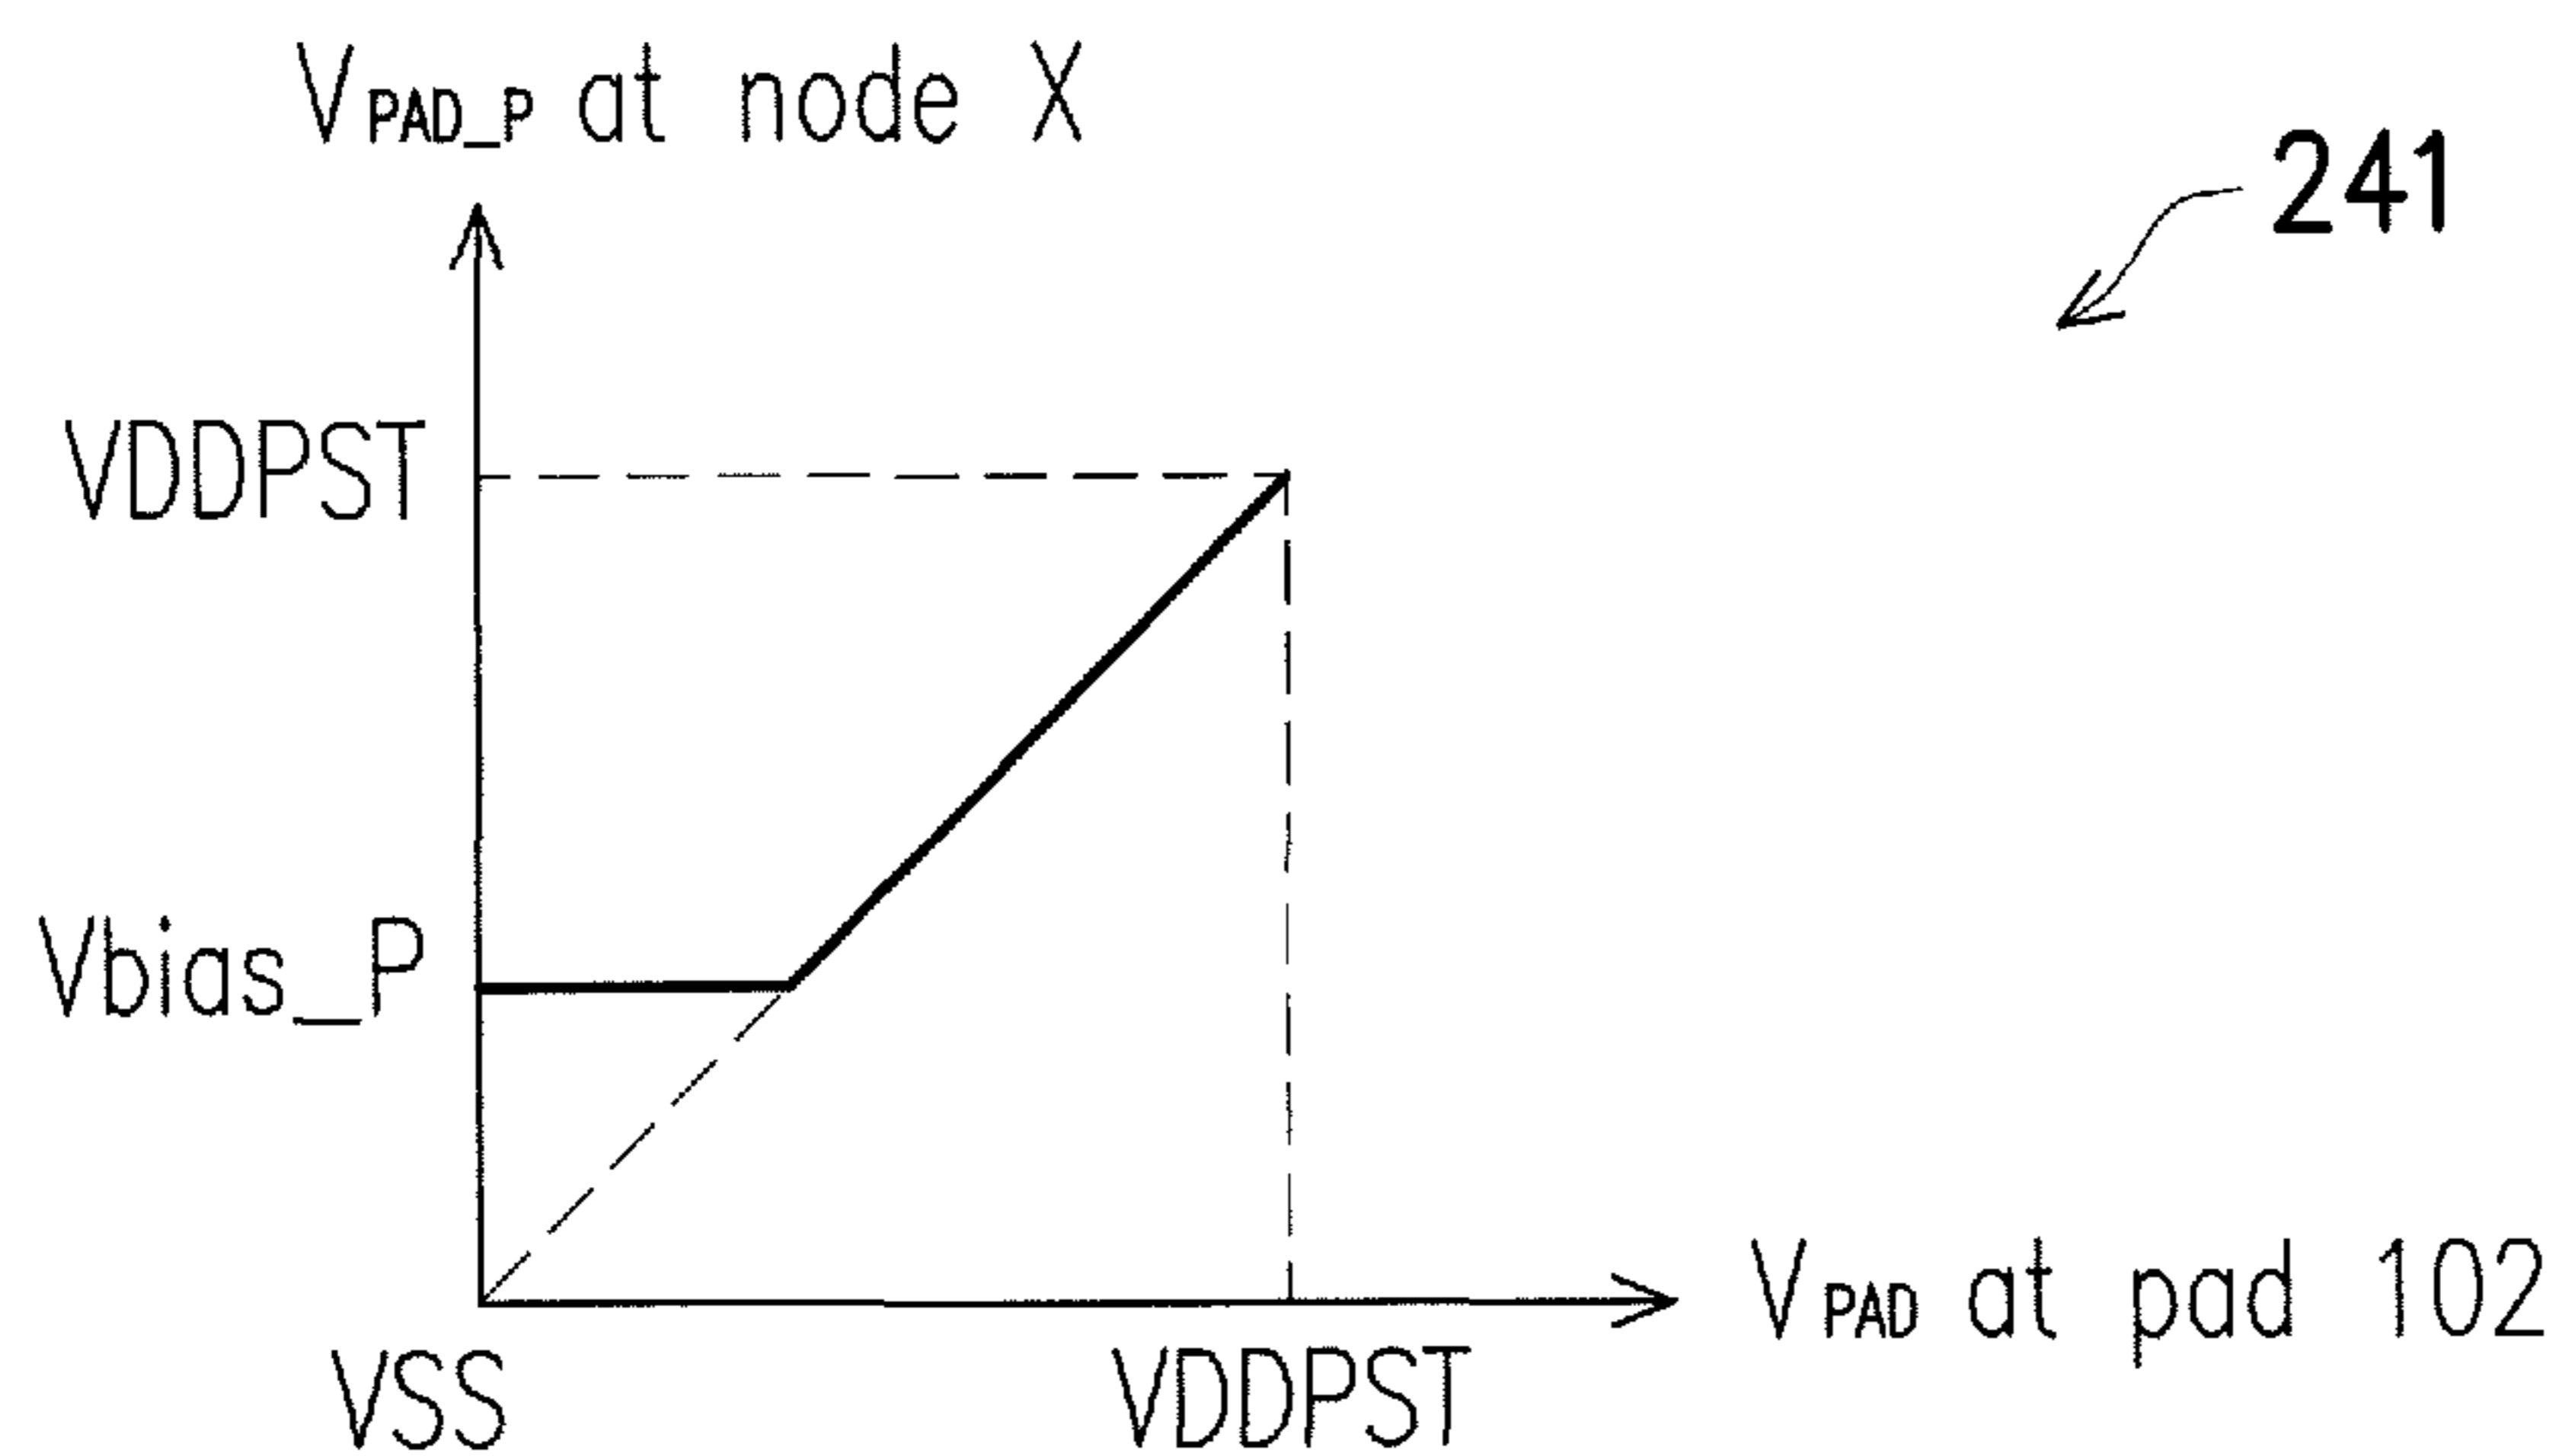 VPAD_P at node X
241
VDDPST
Vbias_P
VPAD at pad 102
VSS
VDDPST